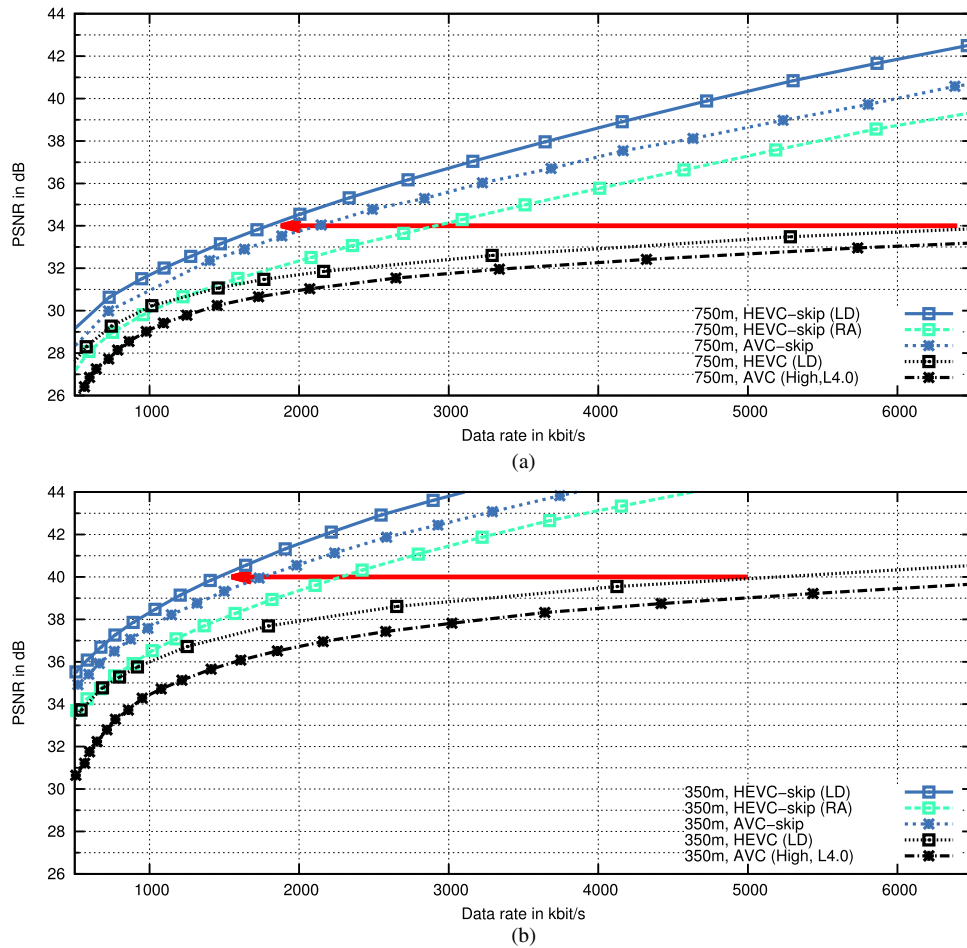 44
42
40
38
36
34
32
30
28
26
PSNR in dB
750m, HEVC−skip (LD)
750m, HEVC−skip (RA)
750m, AVC−skip
750m, HEVC (LD)
750m, AVC (High,L4.0)
1000 2000 3000 4000 5000 6000
Data rate in kbit/s
(a)
44
42
40
38
36
34
32
30
28
26
PSNR in dB
350m, HEVC−skip (LD)
350m, HEVC−skip (RA)
350m, AVC−skip
350m, HEVC (LD)
350m, AVC (High, L4.0)
1000 2000 3000 4000 5000 6000
Data rate in kbit/s
(b)